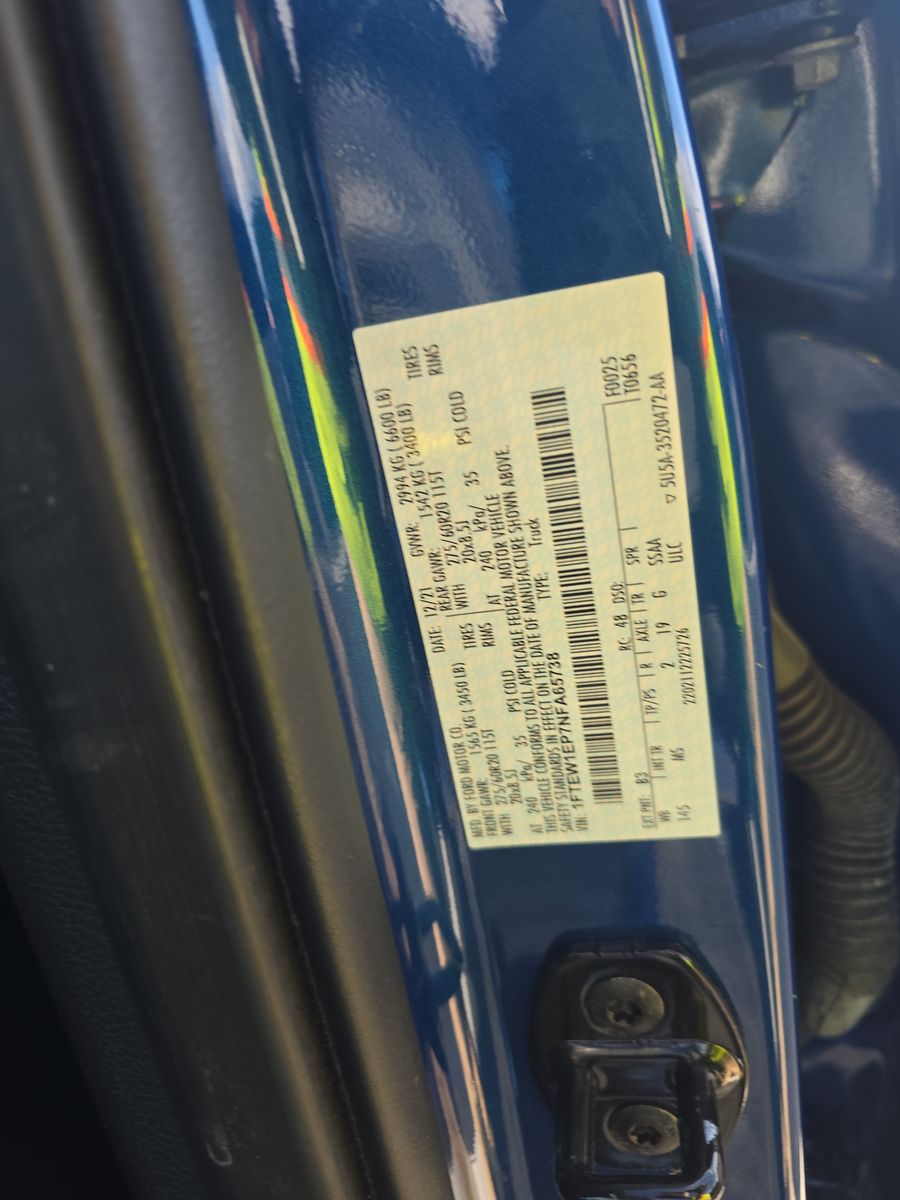 MFD. BY FORD MOTOR CO. DATE: 12/21 GVWR: 2994 KG ( 6600 LB)
FRONT GAWR: 1565 KG ( 3450 LB) REAR GAWR: 1542 KG ( 3400 LB)
WITH 275/60R20 115T TIRES WITH 275/60R20 115T TIRES
20x8.5J RIMS 20x8.5J RIMS
AT 240 kPa/ 35 PSI COLD AT 240 kPa/ 35 PSI COLD
THIS VEHICLE CONFORMS TO ALL APPLICABLE FEDERAL MOTOR VEHICLE
SAFETY STANDARDS IN EFFECT ON THE DATE OF MANUFACTURE SHOWN ABOVE.
VIN: 1FTEW1EP7NFA65738 TYPE: Truck
F0025
T0656
EXT PNT: B3 RC: 48 DSO:
WB INT TR TP/PS R AXLE TR SPR
145 MS 2 19 G SSAA
2202112225726 ULC ▽ 5U5A-3520472-AA